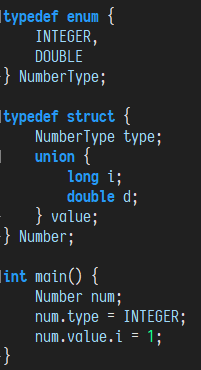 typedef enum {
    INTEGER,
    DOUBLE
} NumberType;

typedef struct {
    NumberType type;
    union {
        long i;
        double d;
    } value;
} Number;

int main() {
    Number num;
    num.type = INTEGER;
    num.value.i = 1;
}